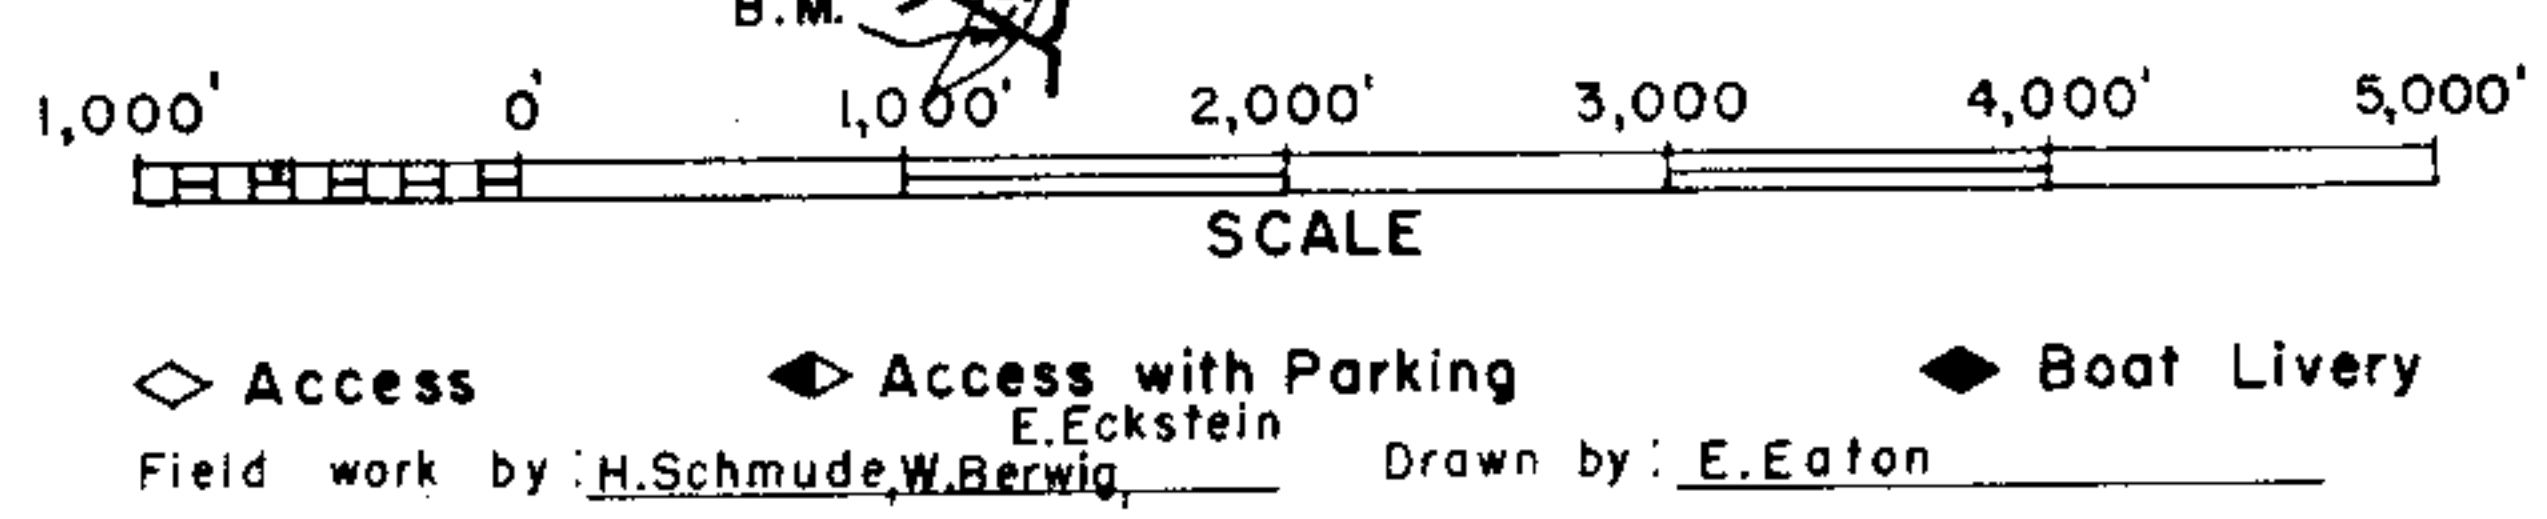 B.M.
1,000' 0' 1,000' 2,000' 3,000 4,000' 5,000'
SCALE
Access Access with Parking Boat Livery
E.Eckstein
Field work by: H.Schmude, W.Berwig, Drawn by: E.Eaton